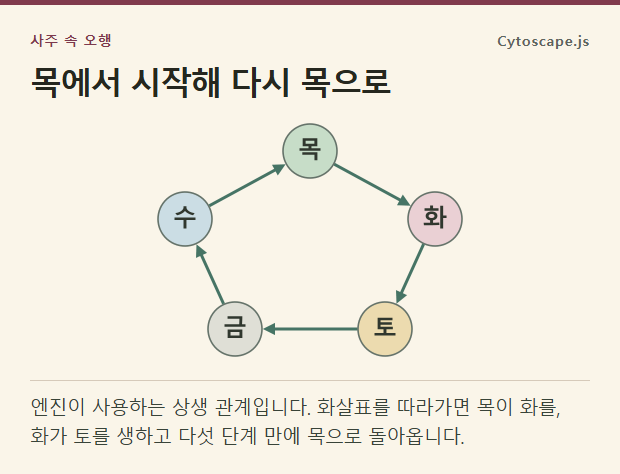 사주 속 오행
Cytoscape.js
목에서 시작해 다시 목으로
목
수
화
금
토
엔진이 사용하는 상생 관계입니다. 화살표를 따라가면 목이 화를,
화가 토를 생하고 다섯 단계 만에 목으로 돌아옵니다.